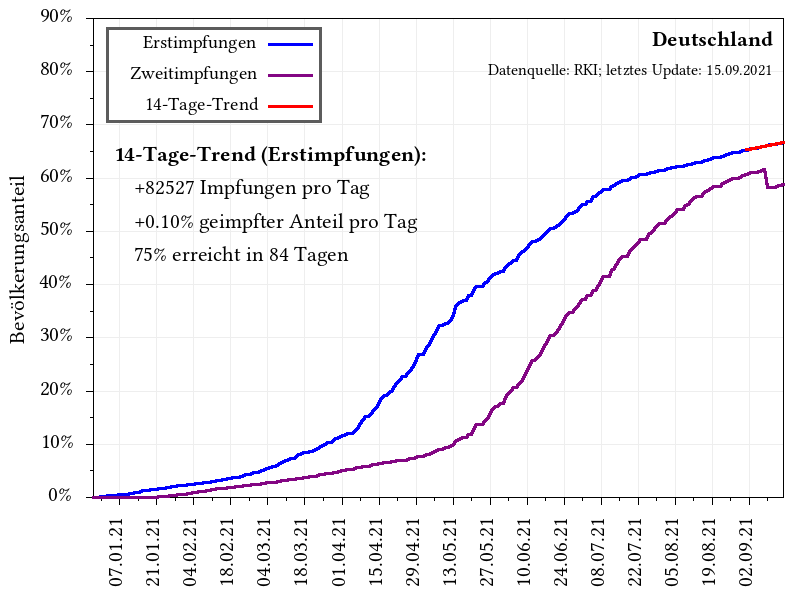 90%
80%
70%
60%
50%
40%
30%
20%
10%
0%
Bevölkerungsanteil
Erstimpfungen
Zweitimpfungen
14-Tage-Trend
Deutschland
Datenquelle: RKI; letztes Update: 15.09.2021
14-Tage-Trend (Erstimpfungen):
+82527 Impfungen pro Tag
+0.10% geimpfter Anteil pro Tag
75% erreicht in 84 Tagen
07.01.21
21.01.21
04.02.21
18.02.21
04.03.21
18.03.21
01.04.21
15.04.21
29.04.21
13.05.21
27.05.21
10.06.21
24.06.21
08.07.21
22.07.21
05.08.21
19.08.21
02.09.21